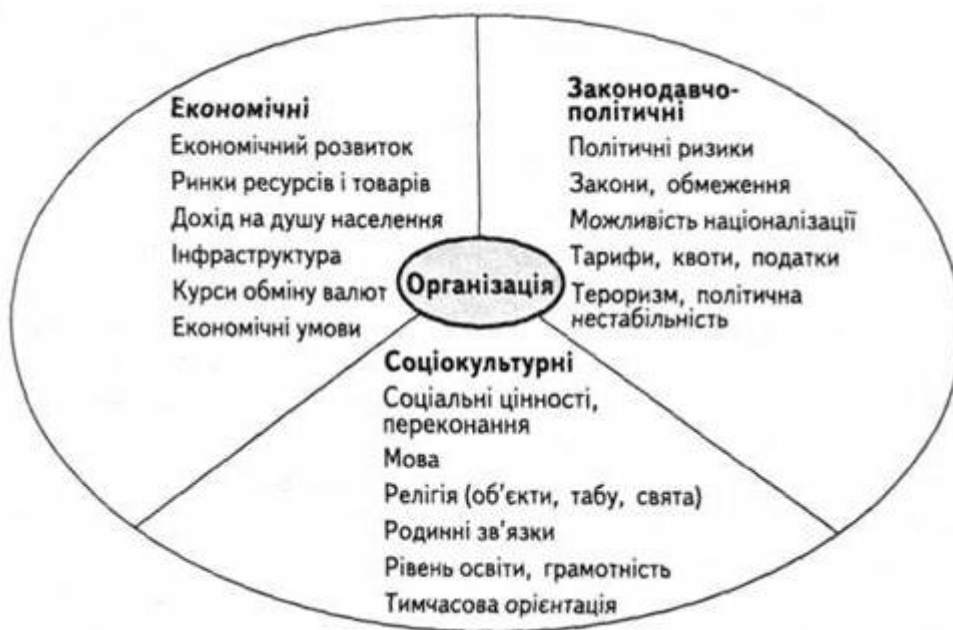 Економічні
Економічний розвиток
Ринки ресурсів і товарів
Дохід на душу населення
Інфраструктура
Курси обміну валют
Економічні умови
Законодавчо-
політичні
Політичні ризики
Закони, обмеження
Можливість націоналізації
Тарифи, квоти, податки
Тероризм, політична
нестабільність
Організація
Соціокультурні
Соціальні цінності,
переконання
Мова
Релігія (об'єкти, табу, свята)
Родинні зв'язки
Рівень освіти, грамотність
Тимчасова орієнтація